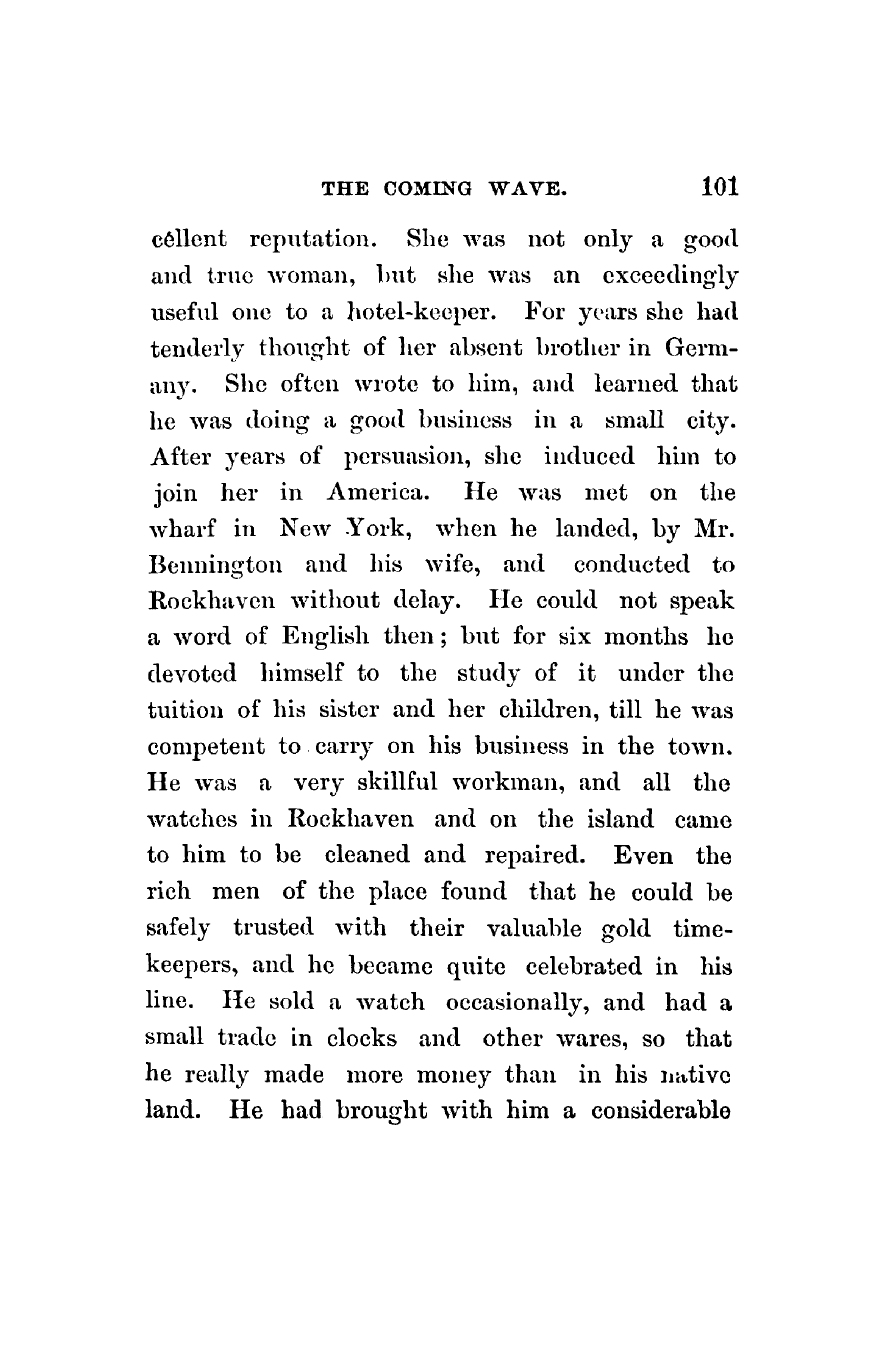 THE COMING WAVE. 101
cellent reputation. She was not only a good
and true woman, but she was an exceedingly
useful one to a hotel-keeper. For years she had
tenderly thought of her absent brother in Germ-
any. She often wrote to him, and learned that
he was doing a good business in a small city.
After years of persuasion, she induced him to
join her in America. He was met on the
wharf in New York, when he landed, by Mr.
Bennington and his wife, and conducted to
Rockhaven without delay. He could not speak
a word of English then; but for six months he
devoted himself to the study of it under the
tuition of his sister and her children, till he was
competent to carry on his business in the town.
He was a very skillful workman, and all the
watches in Rockhaven and on the island came
to him to be cleaned and repaired. Even the
rich men of the place found that he could be
safely trusted with their valuable gold time-
keepers, and he became quite celebrated in his
line. He sold a watch occasionally, and had a
small trade in clocks and other wares, so that
he really made more money than in his native
land. He had brought with him a considerable